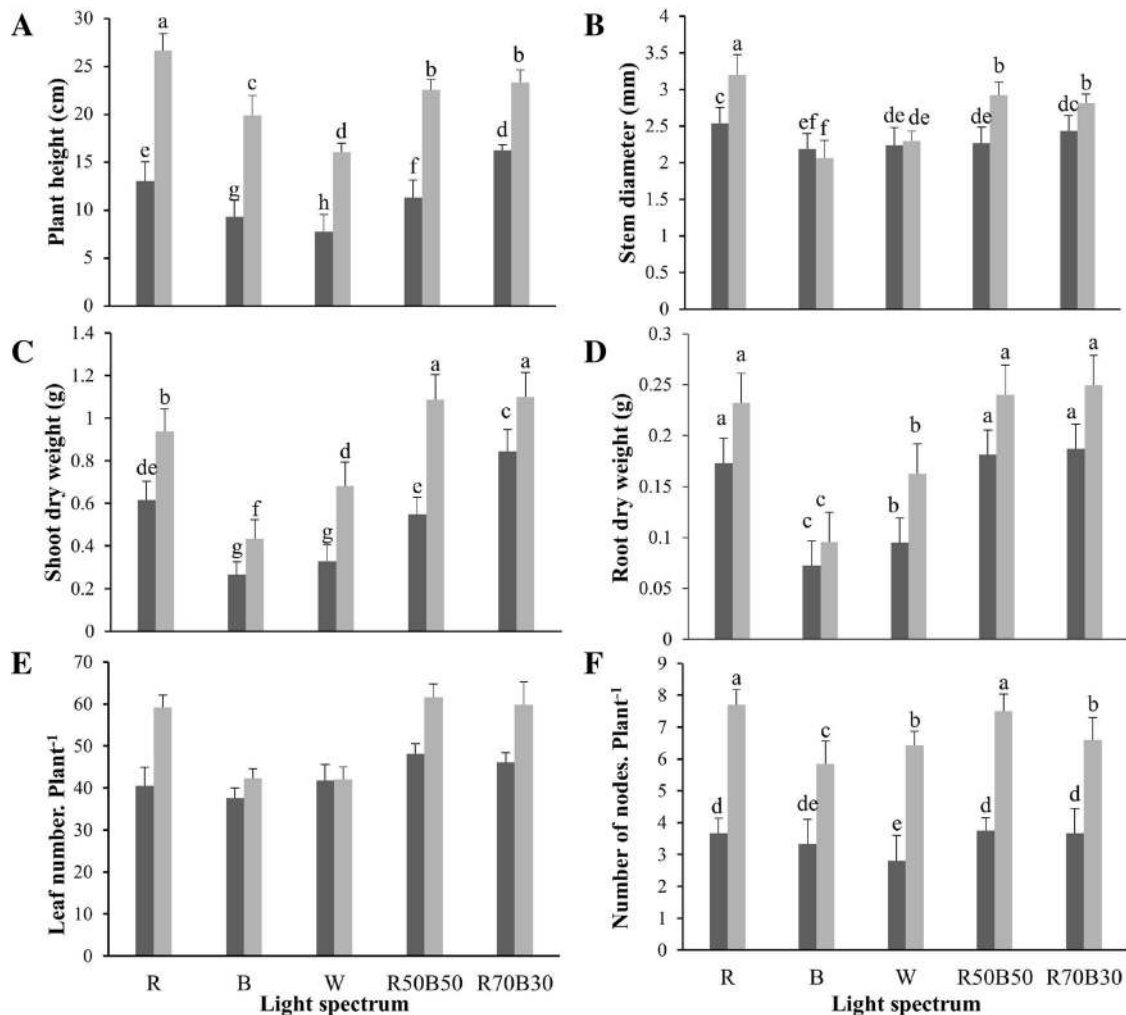 A
Plant height (cm)
30
25
20
15
10
5
0
e a
g c
h d
f b
d b
B
Stem diameter (mm)
4
3.5
3
2.5
2
1.5
1
0.5
0
c a
ef f
de de
de b
dc b
C
Shoot dry weight (g)
1.4
1.2
1
0.8
0.6
0.4
0.2
0
de b
g f
g d
e a
c a
D
Root dry weight (g)
0.3
0.25
0.2
0.15
0.1
0.05
0
a a
c c
b b
a a
a a
E
Leaf number. Plant⁻¹
70
60
50
40
30
20
10
0
R B W R50B50 R70B30
Light spectrum
F
Number of nodes. Plant⁻¹
9
8
7
6
5
4
3
2
1
0
d a
de c
e b
d a
d b
R B W R50B50 R70B30
Light spectrum